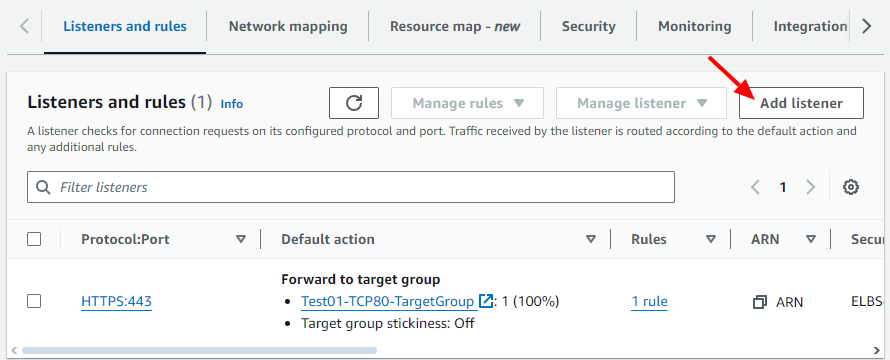 Listeners and rules Network mapping Resource map - new Security Monitoring Integration
Listeners and rules (1) Info Manage rules Manage listener Add listener
A listener checks for connection requests on its configured protocol and port. Traffic received by the listener is routed according to the default action and
any additional rules.
Filter listeners 1
Protocol:Port Default action Rules ARN
Forward to target group
HTTPS:443 Test01-TCP80-TargetGroup : 1 (100%) 1 rule ARN
• Target group stickiness: Off